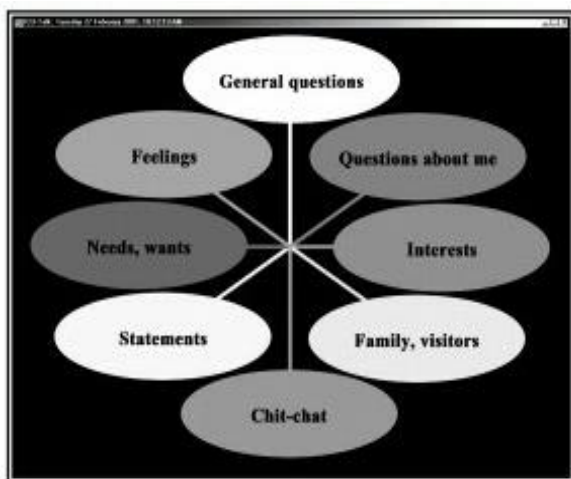 General questions
Feelings
Questions about me
Needs, wants
Interests
Statements
Family, visitors
Chit-chat